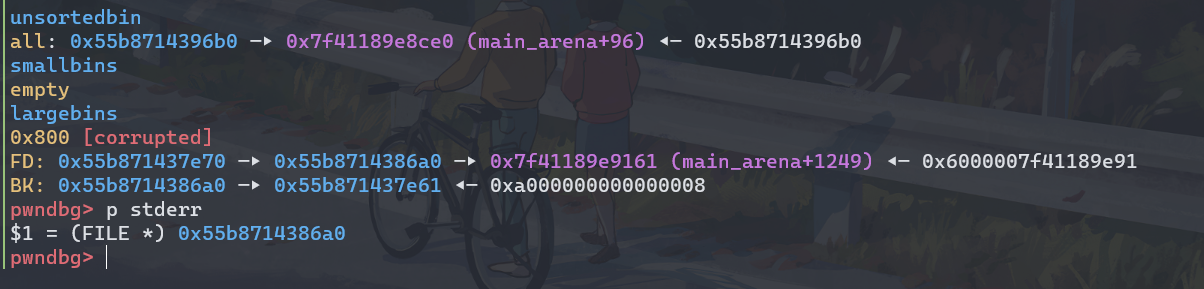 unsortedbin
all: 0x55b8714396b0 —▸ 0x7f41189e8ce0 (main_arena+96) ◂— 0x55b8714396b0
smallbins
empty
largebins
0x800 [corrupted]
FD: 0x55b871437e70 —▸ 0x55b8714386a0 —▸ 0x7f41189e9161 (main_arena+1249) ◂— 0x6000007f41189e91
BK: 0x55b8714386a0 —▸ 0x55b871437e61 ◂— 0xa000000000000008
pwndbg> p stderr
$1 = (FILE *) 0x55b8714386a0
pwndbg>